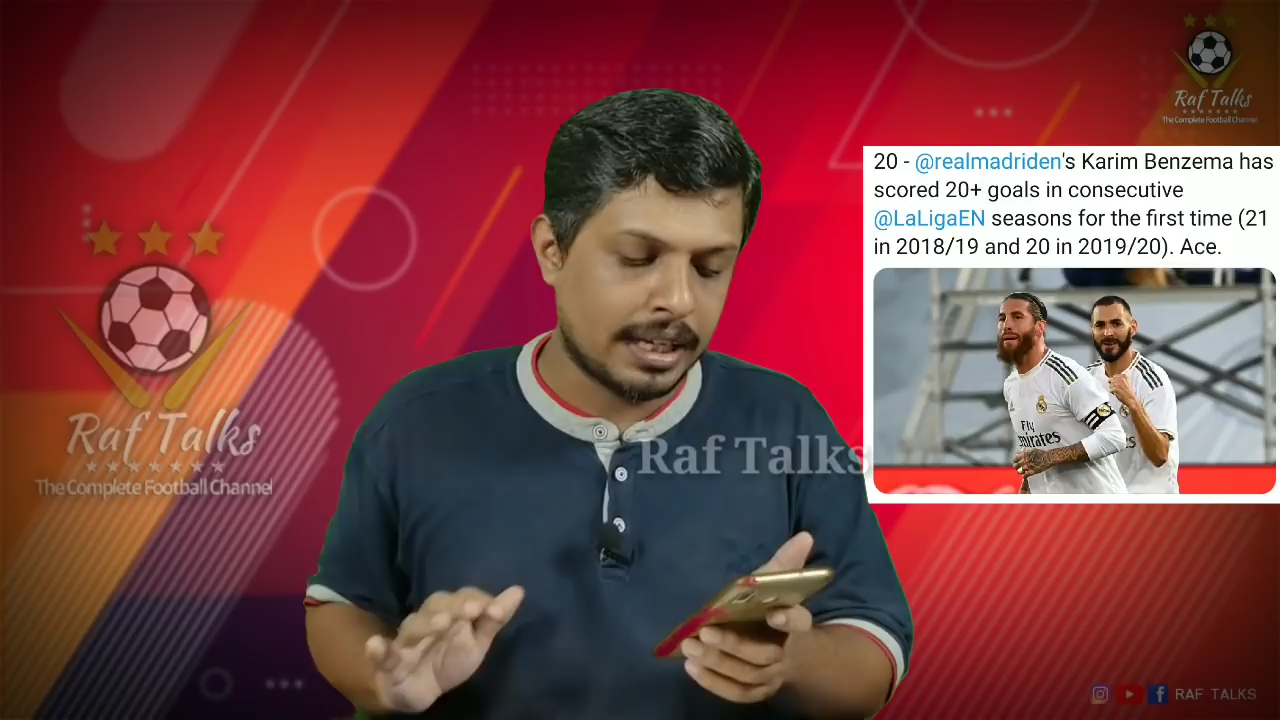 Raf Talks
The Complete Football Channel
20 - @realmadriden's Karim Benzema has
scored 20+ goals in consecutive
@LaLigaEN seasons for the first time (21
in 2018/19 and 20 in 2019/20). Ace.
Raf Talks
The Complete Football Channel
Raf Talks
Fly
Emirates
RAF TALKS